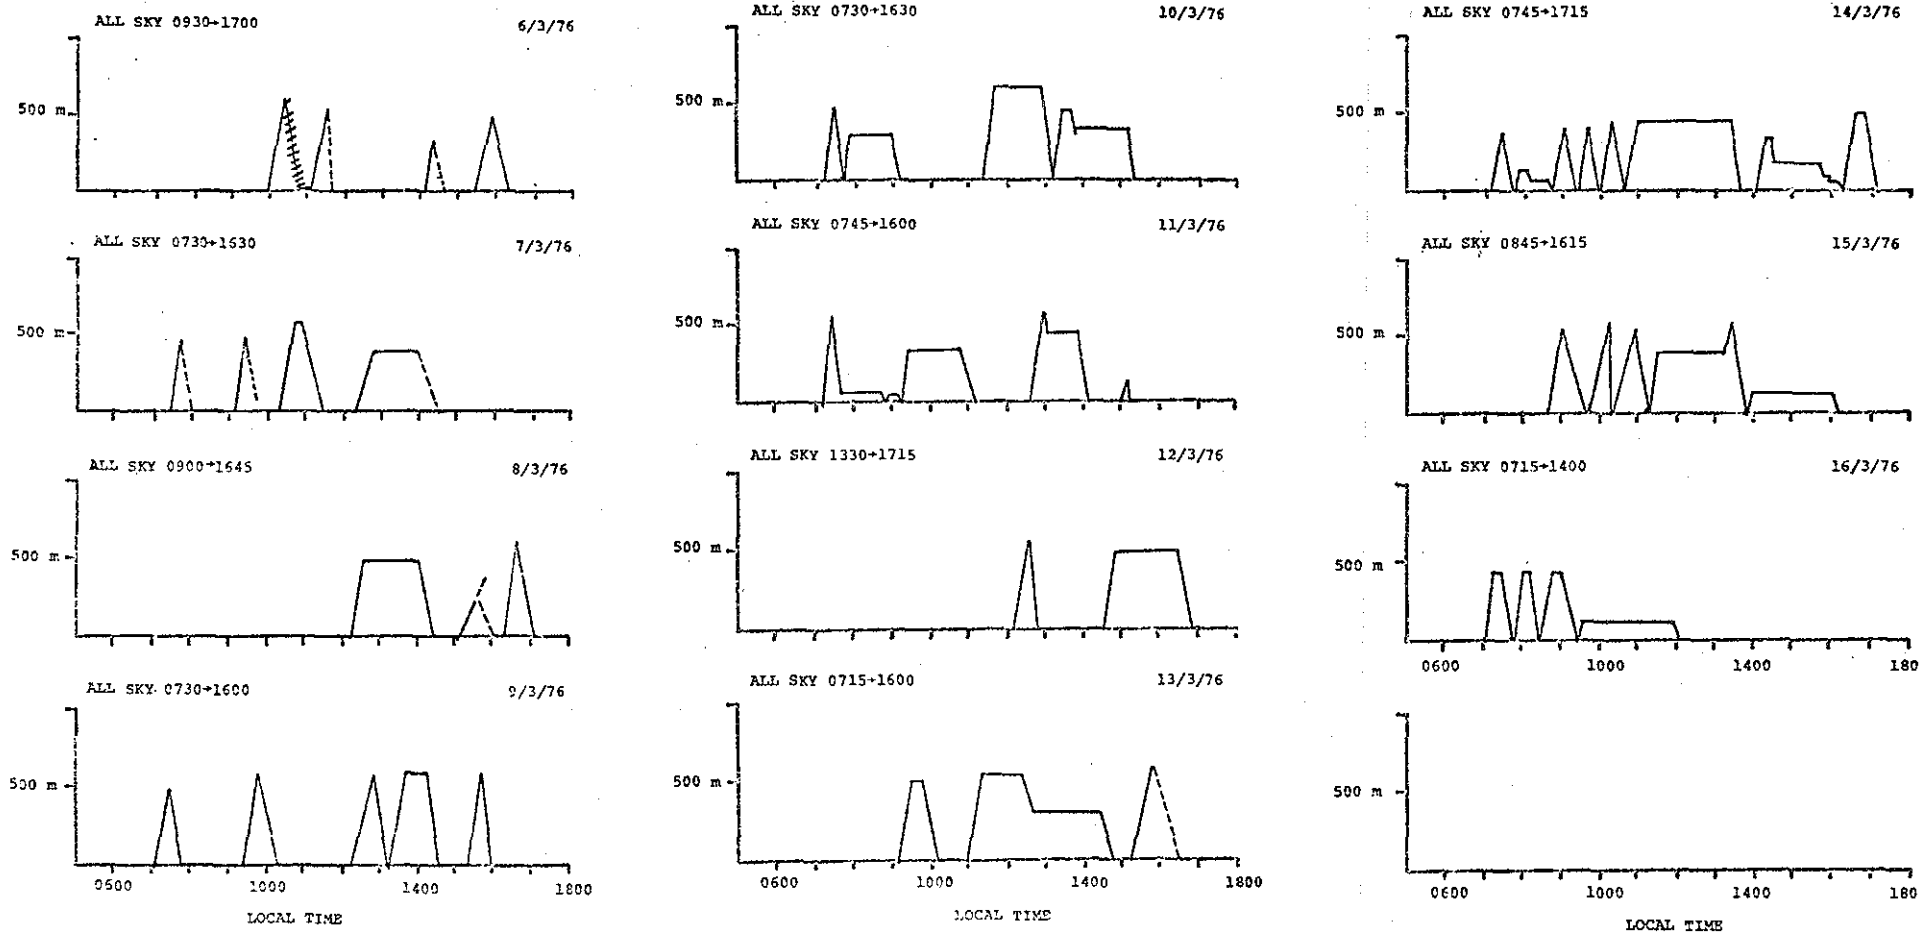 ALL SKY 0930→1700 6/3/76
500 m
ALL SKY 0730→1630 7/3/76
500 m
ALL SKY 0900→1645 8/3/76
500 m
ALL SKY 0730→1600 9/3/76
500 m
0600 1000 1400 1800
LOCAL TIME
ALL SKY 0730→1630 10/3/76
500 m
ALL SKY 0745→1600 11/3/76
500 m
ALL SKY 1330→1715 12/3/76
500 m
ALL SKY 0715→1600 13/3/76
500 m
0600 1000 1400 1800
LOCAL TIME
ALL SKY 0745→1715 14/3/76
500 m
ALL SKY 0845→1615 15/3/76
500 m
ALL SKY 0715→1400 16/3/76
500 m
0600 1000 1400 180
500 m
0600 1000 1400 180
LOCAL TIME